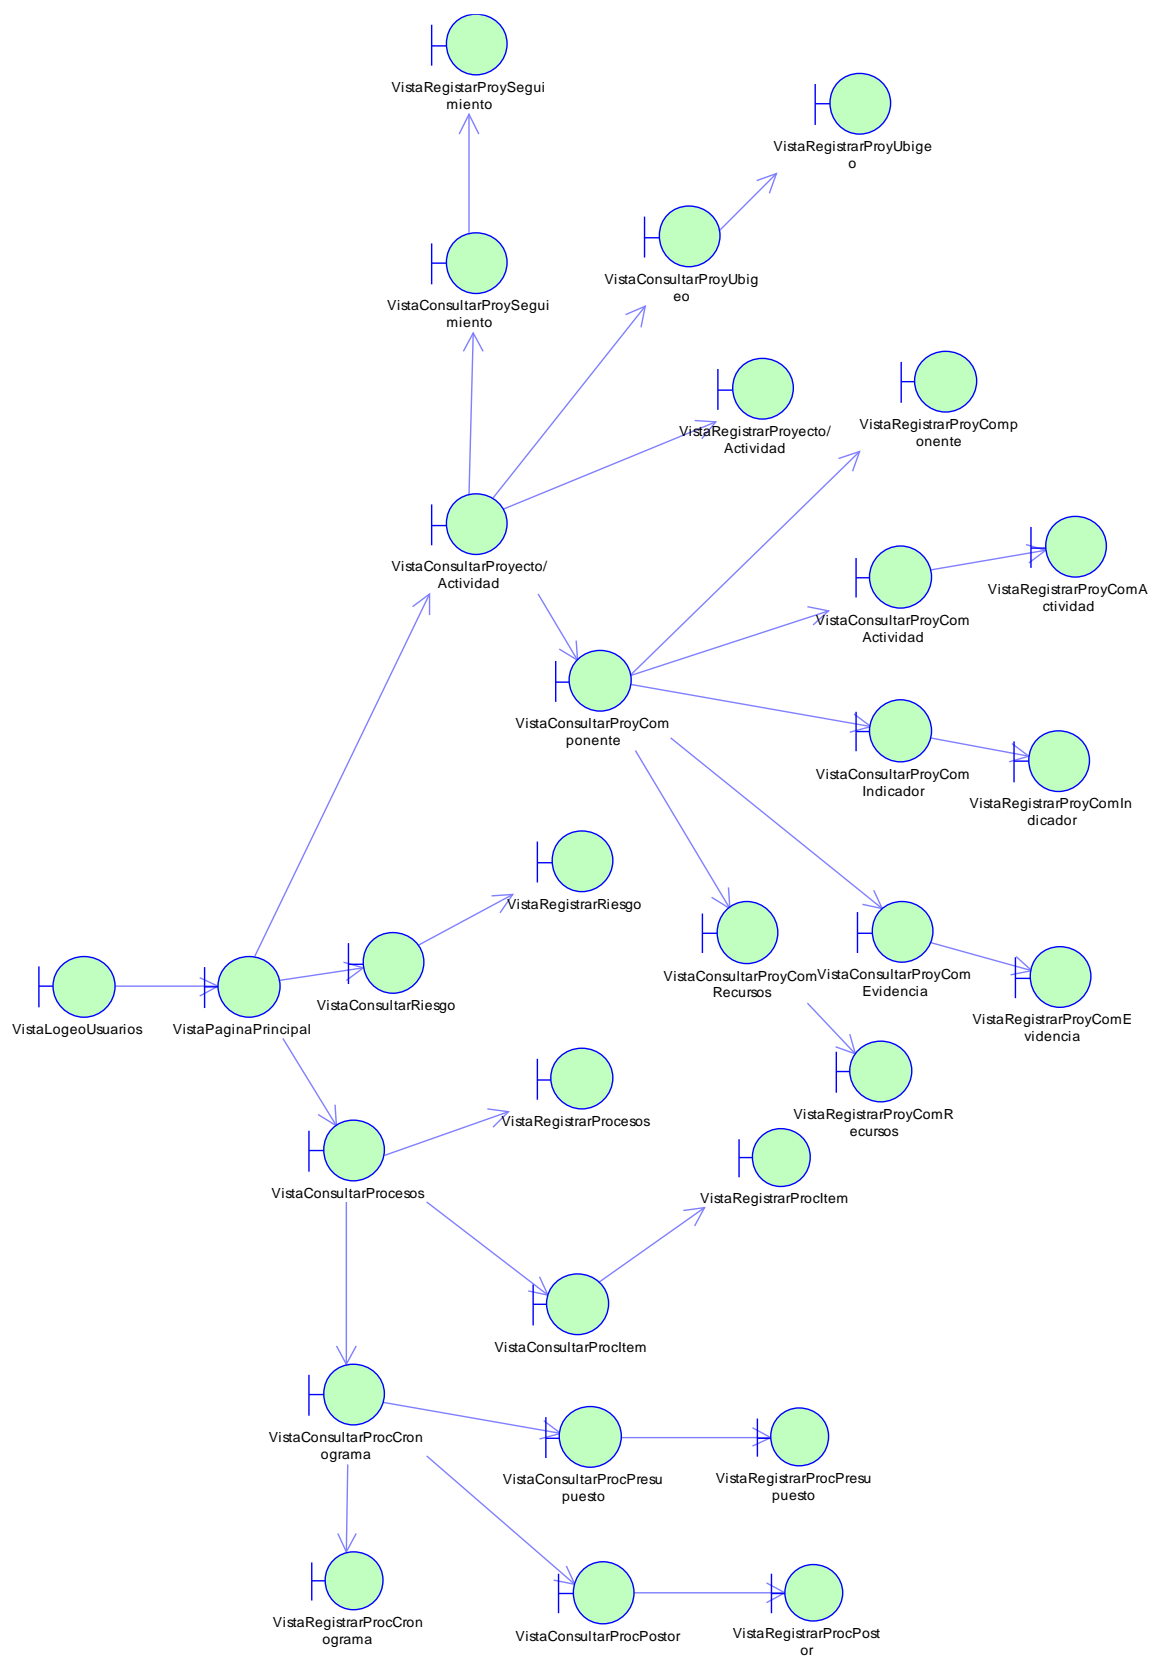 VistaRegistarProySegui
miento
VistaRegistrarProyUbige
o
VistaConsultarProyUbig
eo
VistaConsultarProySegui
miento
VistaRegistrarProyecto/
Actividad
VistaRegistrarProyComp
onente
VistaConsultarProyecto/
Actividad
VistaRegistrarProyComA
ctividad
VistaConsultarProyCom
Actividad
VistaConsultarProyCom
ponente
VistaConsultarProyCom
Indicador
VistaRegistrarProyComIn
dicador
VistaRegistrarRiesgo
VistaConsultarProyCom
Recursos
VistaConsultarProyCom
Evidencia
VistaConsultarRiesgo
VistaLogeoUsuarios
VistaPaginaPrincipal
VistaRegistrarProyComE
videncia
VistaRegistrarProcesos
VistaRegistrarProyComR
ecursos
VistaConsultarProcesos
VistaRegistrarProcItem
VistaConsultarProcItem
VistaConsultarProcCron
ograma
VistaConsultarProcPresu
puesto
VistaRegistrarProcPresu
puesto
VistaRegistrarProcCron
ograma
VistaConsultarProcPostor
VistaRegistrarProcPost
or